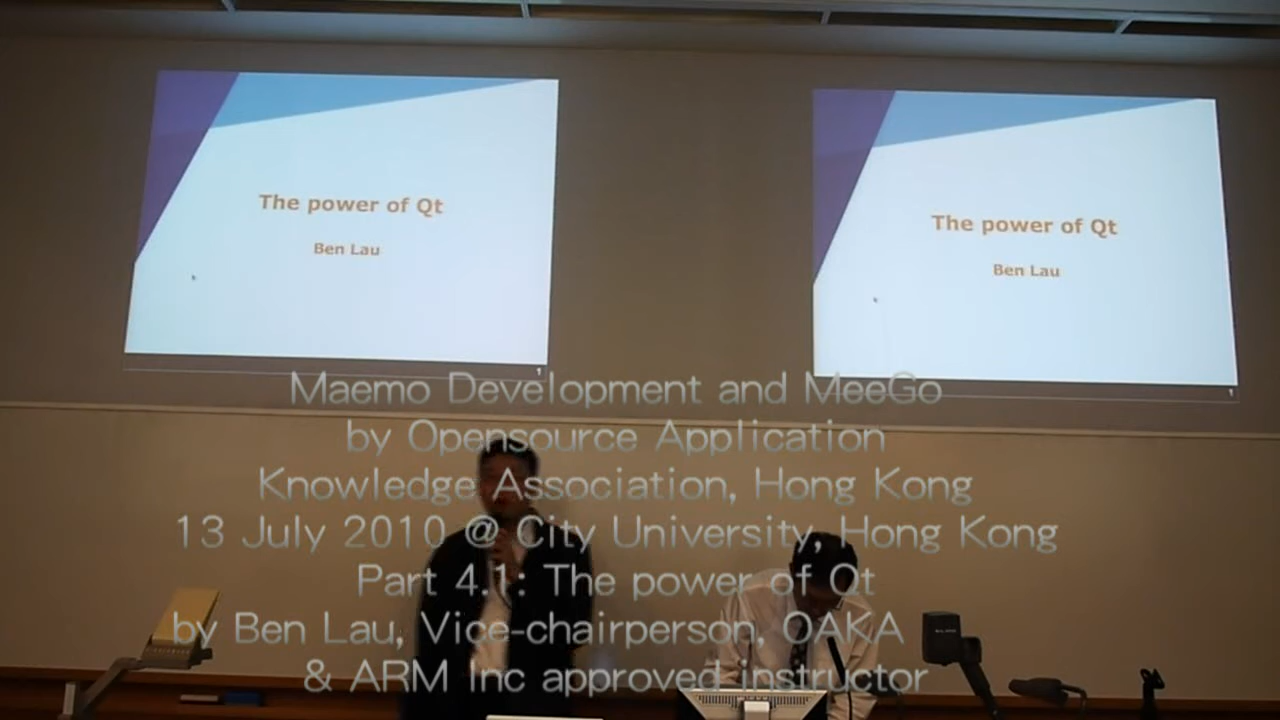 The power of Qt
Ben Lau
1
The power of Qt
Ben Lau
1
Maemo Development and MeeGo
by Opensource Application
Knowledge Association, Hong Kong
13 July 2010 @ City University, Hong Kong
Part 4.1: The power of Qt
by Ben Lau, Vice-chairperson, OAKA
& ARM Inc approved instructor